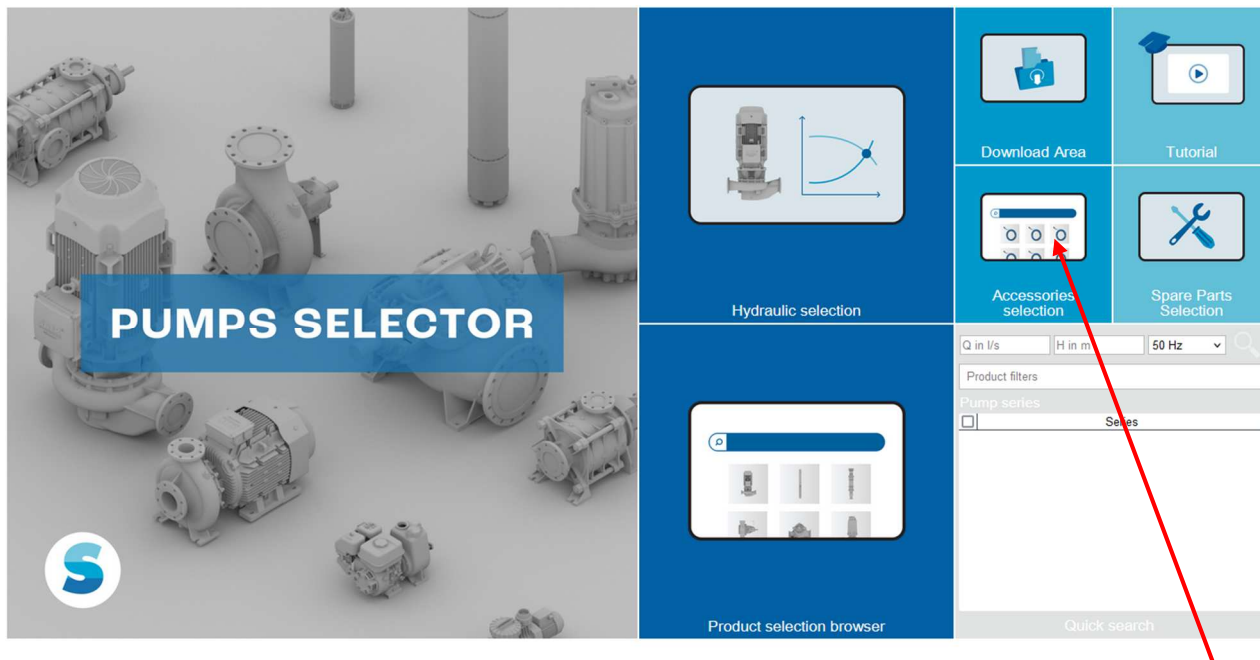 PUMPS SELECTOR
S
Hydraulic selection
Product selection browser
Download Area
Tutorial
Accessories
selection
Spare Parts
Selection
Q in l/s
H in m
50 Hz
Product filters
Pump series
Series
Quick search